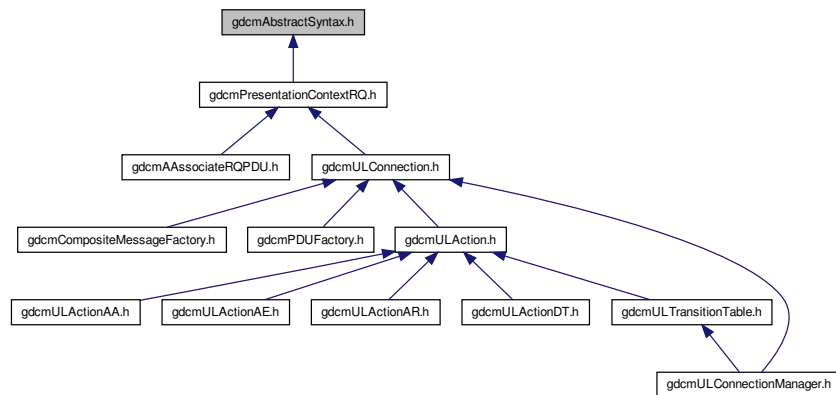 gdcmAbstractSyntax.h
gdcmPresentationContextRQ.h
gdcmAAssociateRQPDU.h
gdcmULConnection.h
gdcmCompositeMessageFactory.h
gdcmPDUFactory.h
gdcmULAction.h
gdcmULActionAA.h
gdcmULActionAE.h
gdcmULActionAR.h
gdcmULActionDT.h
gdcmULTransitionTable.h
gdcmULConnectionManager.h